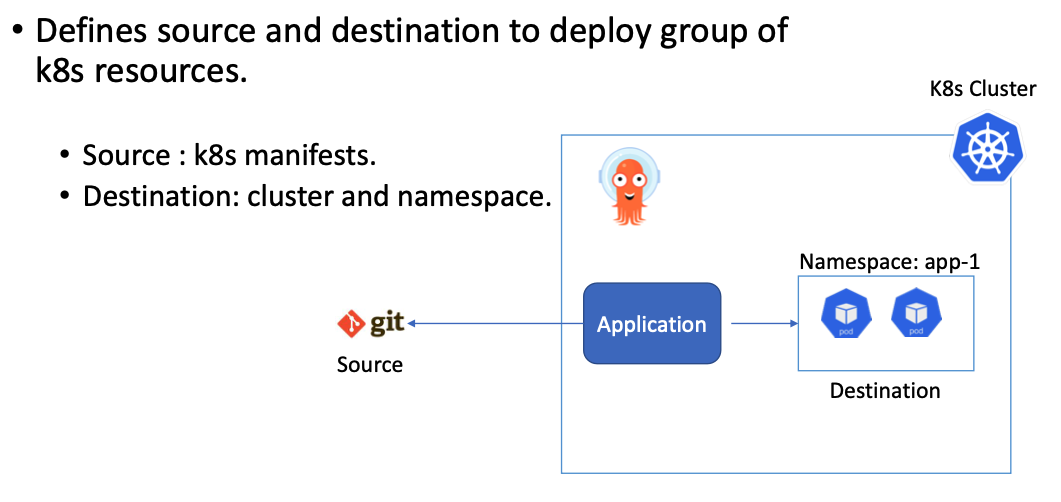 • Defines source and destination to deploy group of
k8s resources.
K8s Cluster
• Source : k8s manifests.
• Destination: cluster and namespace.
Namespace: app-1
git
Application
pod
pod
Source
Destination